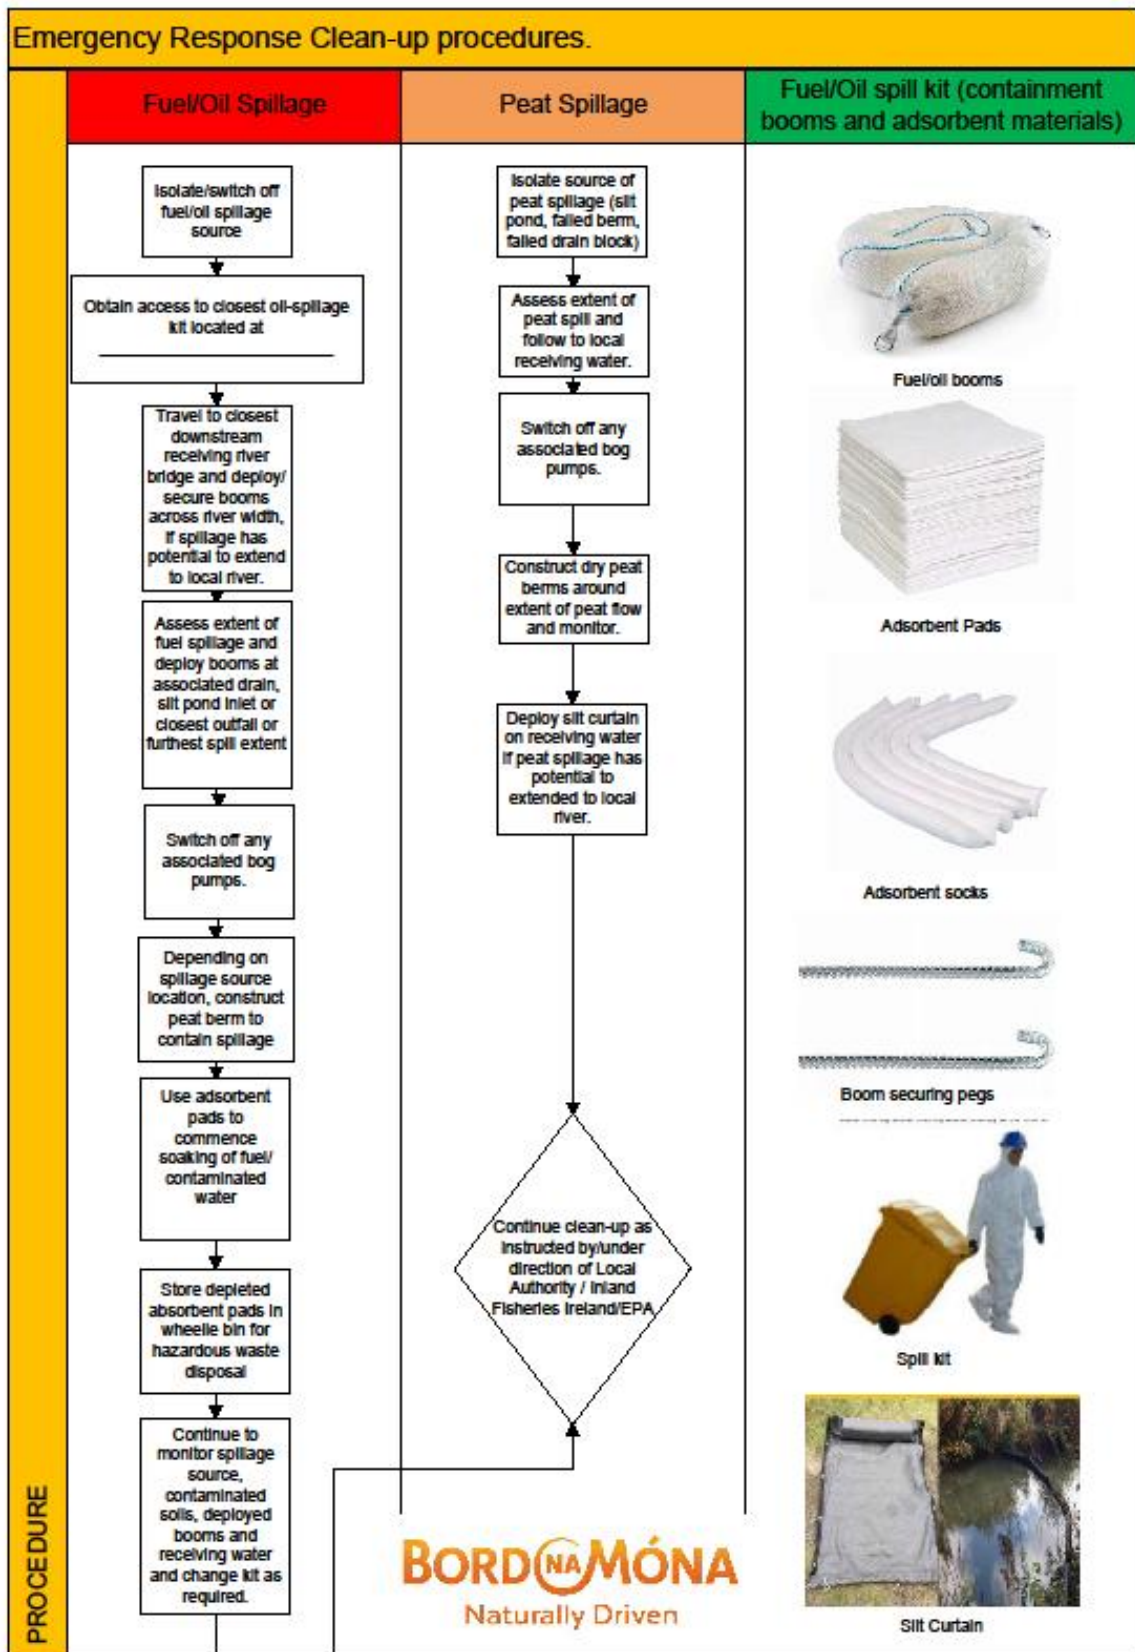 Emergency Response Clean-up procedures.
Fuel/Oil Spillage
Peat Spillage
Fuel/Oil spill kit (containment
booms and adsorbent materials)
PROCEDURE
Isolate/switch off
fuel/oil spillage
source
Obtain access to closest oil-spillage
kit located at
Travel to closest
downstream
receiving river
bridge and deploy/
secure booms
across river width,
if spillage has
potential to extend
to local river.
Assess extent of
fuel spillage and
deploy booms at
associated drain,
silt pond inlet or
closest outfall or
furthest spill extent
Switch off any
associated bog
pumps.
Depending on
spillage source
location, construct
peat berm to
contain spillage
Use adsorbent
pads to
commence
soaking of fuel/
contaminated
water
Store depleted
absorbent pads in
wheelie bin for
hazardous waste
disposal
Continue to
monitor spillage
source,
contaminated
soils, deployed
booms and
receiving water
and change kit as
required.
Isolate source of
peat spillage (silt
pond, failed berm,
failed drain block)
Assess extent of
peat spill and
follow to local
receiving water.
Switch off any
associated bog
pumps.
Construct dry peat
berms around
extent of peat flow
and monitor.
Deploy silt curtain
on receiving water
if peat spillage has
potential to
extended to local
river.
Continue clean-up as
instructed by/under
direction of Local
Authority / Inland
Fisheries Ireland/EPA
BORD NA MÓNA
Naturally Driven
Fuel/oil booms
Adsorbent Pads
Adsorbent socks
Boom securing pegs
Spill kit
Silt Curtain